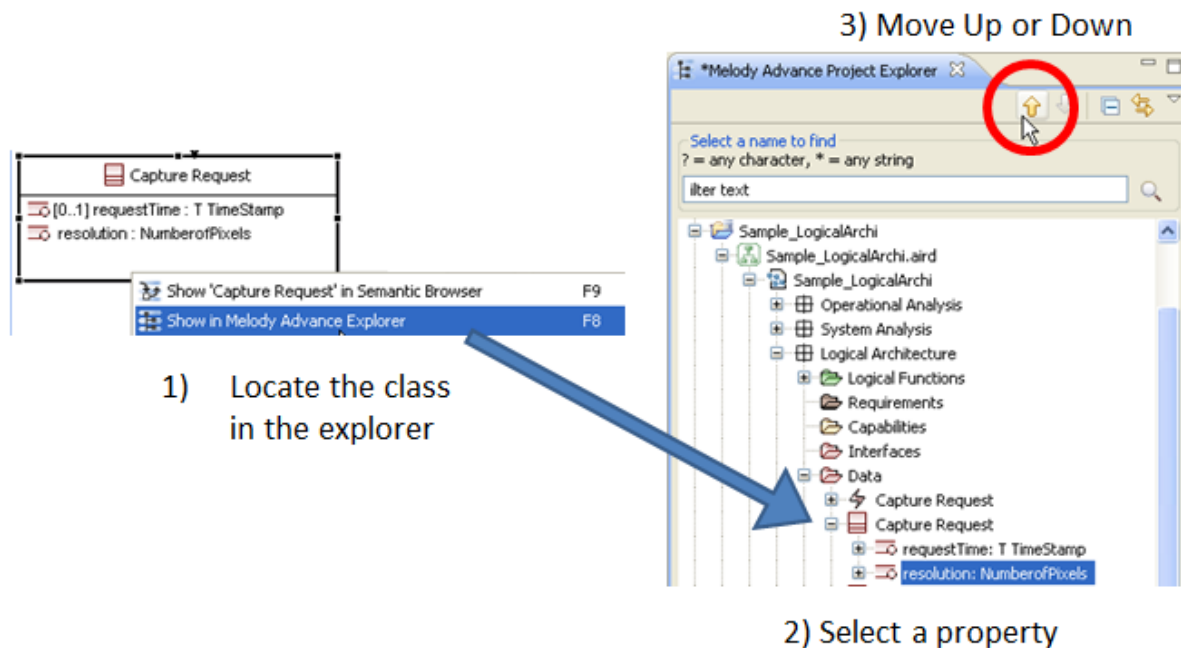 3) Move Up or Down
*Melody Advance Project Explorer
Select a name to find
? = any character, * = any string
ilter text
Capture Request
[0..1] requestTime : T TimeStamp
resolution : NumberofPixels
Show 'Capture Request' in Semantic Browser F9
Show in Melody Advance Explorer F8
1) Locate the class
in the explorer
Sample_LogicalArchi
Sample_LogicalArchi.aird
Sample_LogicalArchi
Operational Analysis
System Analysis
Logical Architecture
Logical Functions
Requirements
Capabilities
Interfaces
Data
Capture Request
Capture Request
requestTime: T TimeStamp
resolution: NumberofPixels
2) Select a property